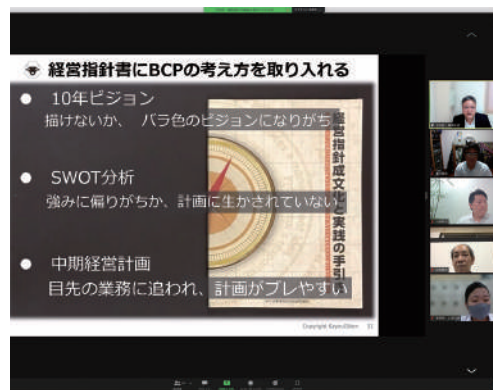 経営指針書にBCPの考え方を取り入れる
● 10年ビジョン
描けないか、バラ色のビジョンになりがち
● SWOT分析
強みに偏りがちか、計画に生かされていない
● 中期経営計画
目先の業務に追われ、計画がブレやすい
経営指針成文化と実践の手引き